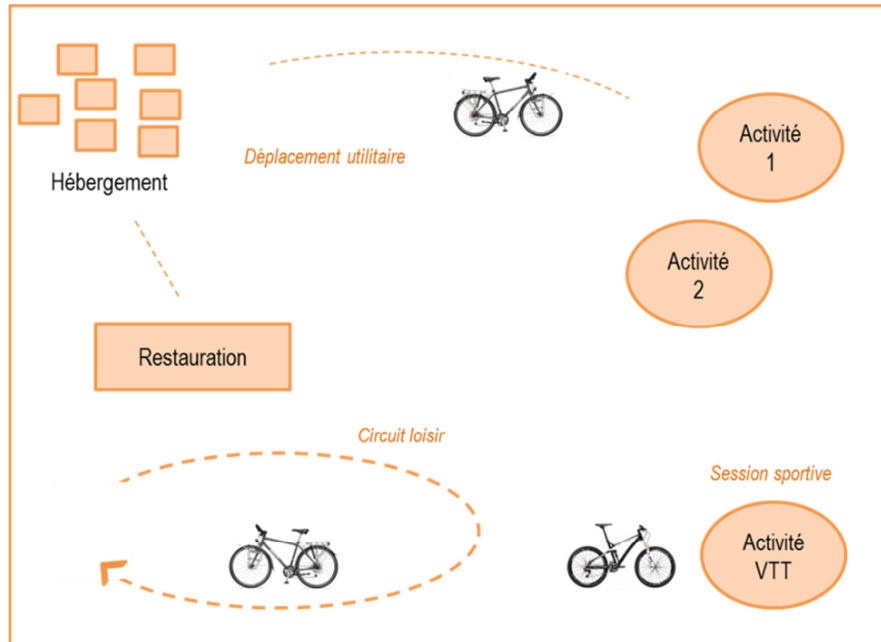 Activité
1
Déplacement utilitaire
Hébergement
Activité
2
Restauration
Circuit loisir
Session sportive
Activité
VTT